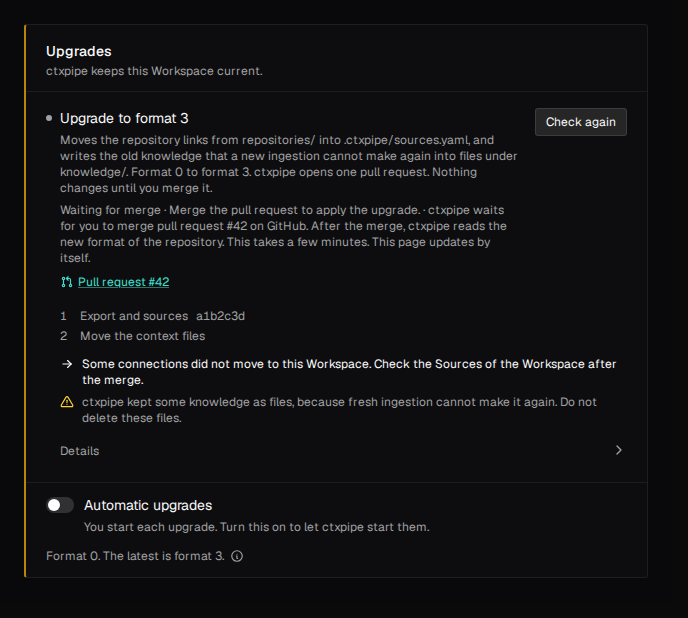 Upgrades
ctxpipe keeps this Workspace current.
Upgrade to format 3
Check again
Moves the repository links from repositories/ into .ctxpipe/sources.yaml, and
writes the old knowledge that a new ingestion cannot make again into files under
knowledge/. Format 0 to format 3. ctxpipe opens one pull request. Nothing
changes until you merge it.
Waiting for merge · Merge the pull request to apply the upgrade. · ctxpipe waits
for you to merge pull request #42 on GitHub. After the merge, ctxpipe reads the
new format of the repository. This takes a few minutes. This page updates by
itself.
Pull request #42
1 Export and sources a1b2c3d
2 Move the context files
Some connections did not move to this Workspace. Check the Sources of the Workspace after
the merge.
ctxpipe kept some knowledge as files, because fresh ingestion cannot make it again. Do not
delete these files.
Details
Automatic upgrades
You start each upgrade. Turn this on to let ctxpipe start them.
Format 0. The latest is format 3.